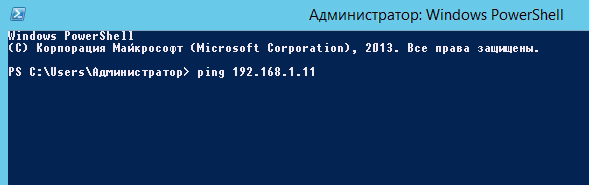 Администратор: Windows PowerShell
Windows PowerShell
(C) Корпорация Майкрософт (Microsoft Corporation), 2013. Все права защищены.
PS C:\Users\Администратор> ping 192.168.1.11